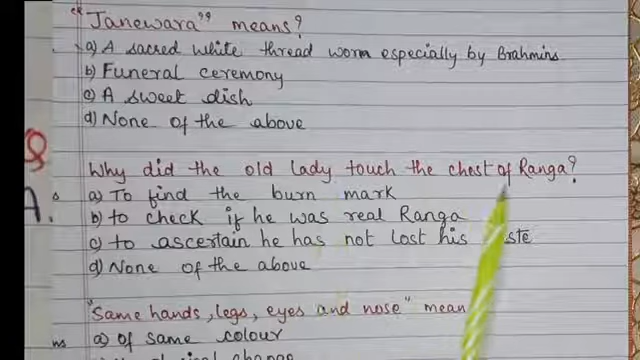 "Janewara" means?
a) A sacred white thread worn especially by Brahmins
b) Funeral ceremony
c) A sweet dish
d) None of the above
Q
Why did the old lady touch the chest of Ranga?
A.
a) To find the burn mark
b) to check if he was real Ranga
c) to ascertain he has not lost his ste
d) None of the above
"Same hands, legs, eyes and nose" mean
ns
a) of same colour